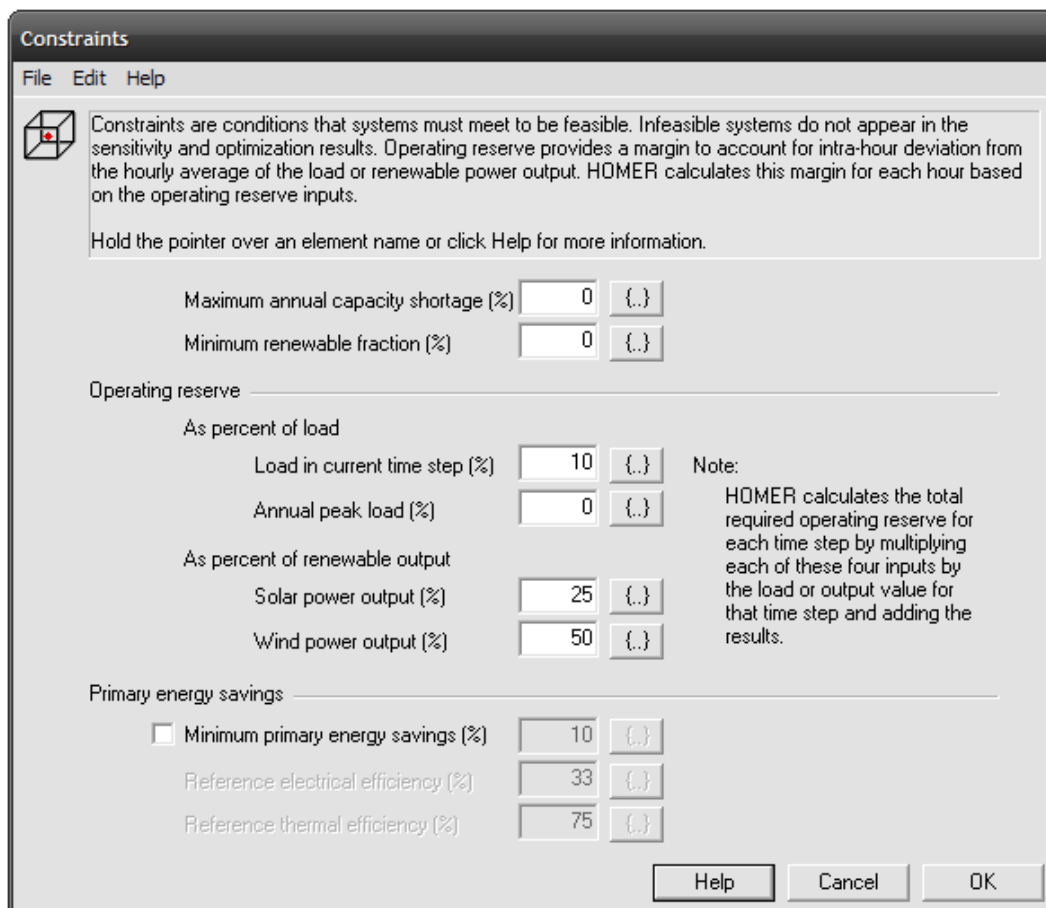 Constraints
File Edit Help
Constraints are conditions that systems must meet to be feasible. Infeasible systems do not appear in the
sensitivity and optimization results. Operating reserve provides a margin to account for intra-hour deviation from
the hourly average of the load or renewable power output. HOMER calculates this margin for each hour based
on the operating reserve inputs.
Hold the pointer over an element name or click Help for more information.
Maximum annual capacity shortage (%) 0 {..}
Minimum renewable fraction (%) 0 {..}
Operating reserve
As percent of load
Load in current time step (%) 10 {..}
Annual peak load (%) 0 {..}
As percent of renewable output
Solar power output (%) 25 {..}
Wind power output (%) 50 {..}
Note:
HOMER calculates the total
required operating reserve for
each time step by multiplying
each of these four inputs by
the load or output value for
that time step and adding the
results.
Primary energy savings
Minimum primary energy savings (%) 10 {..}
Reference electrical efficiency (%) 33 {..}
Reference thermal efficiency (%) 75 {..}
Help Cancel OK